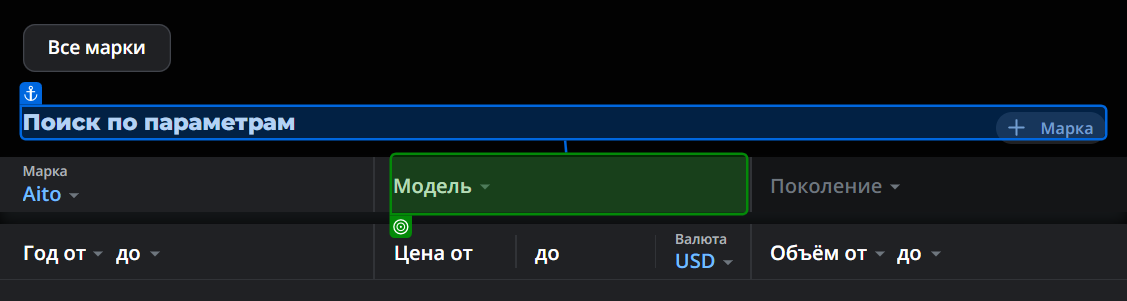 Все марки
Поиск по параметрам
Марка
Марка
Aito
Модель
Поколение
Год от до
Цена от до
Валюта
USD
Объём от до